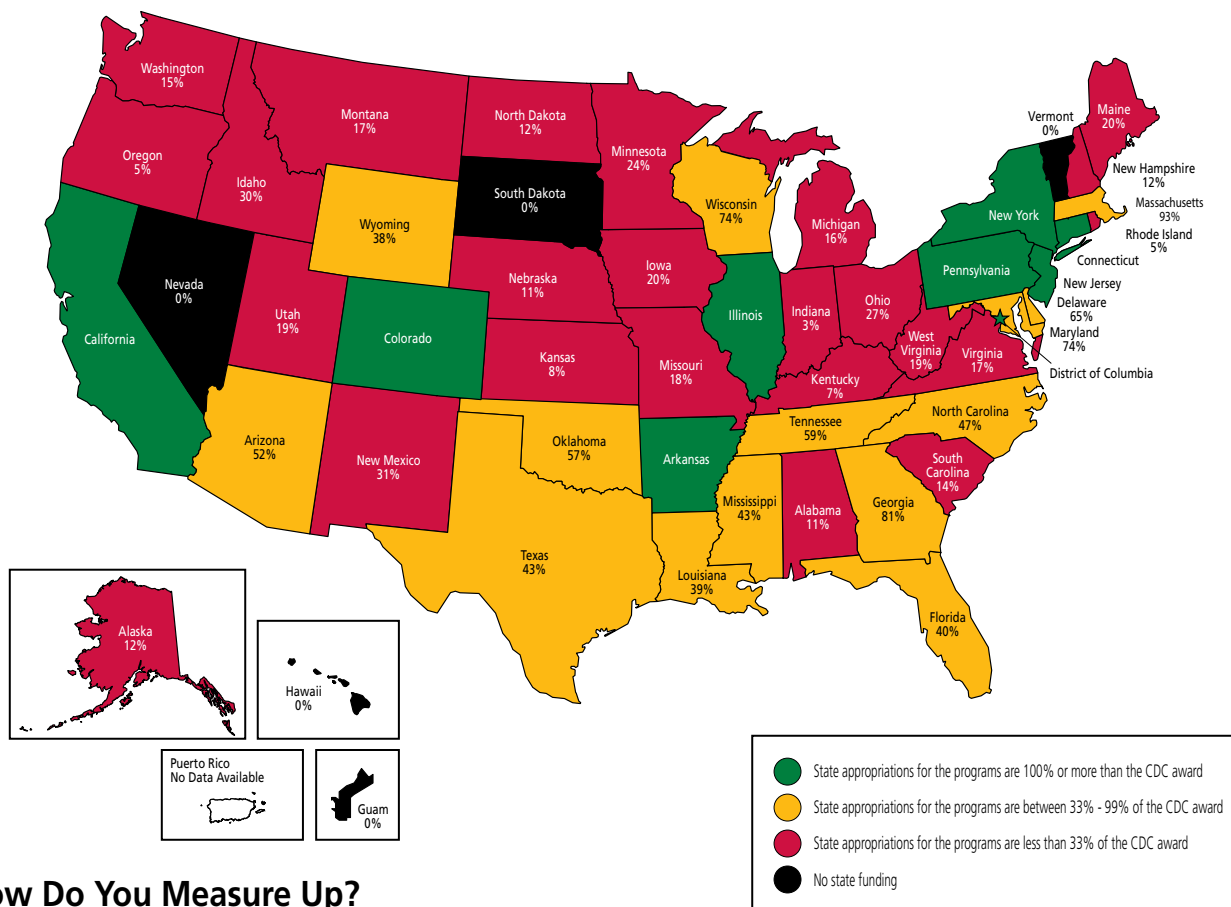 Washington
15%
Oregon
5%
California
Nevada
0%
Idaho
30%
Montana
17%
Wyoming
38%
Utah
19%
Colorado
Arizona
52%
New Mexico
31%
North Dakota
12%
South Dakota
0%
Nebraska
11%
Kansas
8%
Oklahoma
57%
Texas
43%
Minnesota
24%
Iowa
20%
Missouri
18%
Arkansas
Louisiana
39%
Wisconsin
74%
Illinois
Michigan
16%
Indiana
3%
Ohio
27%
Kentucky
7%
Tennessee
59%
Mississippi
43%
Alabama
11%
Georgia
81%
Florida
40%
South
Carolina
14%
North Carolina
47%
Virginia
17%
West
Virginia
19%
Pennsylvania
New York
Vermont
0%
Maine
20%
New Hampshire
12%
Massachusetts
93%
Rhode Island
5%
Connecticut
New Jersey
Delaware
65%
Maryland
74%
District of Columbia
Alaska
12%
Hawaii
0%
Puerto Rico
No Data Available
Guam
0%
State appropriations for the programs are 100% or more than the CDC award
State appropriations for the programs are between 33% - 99% of the CDC award
State appropriations for the programs are less than 33% of the CDC award
No state funding
ow Do You Measure Up?